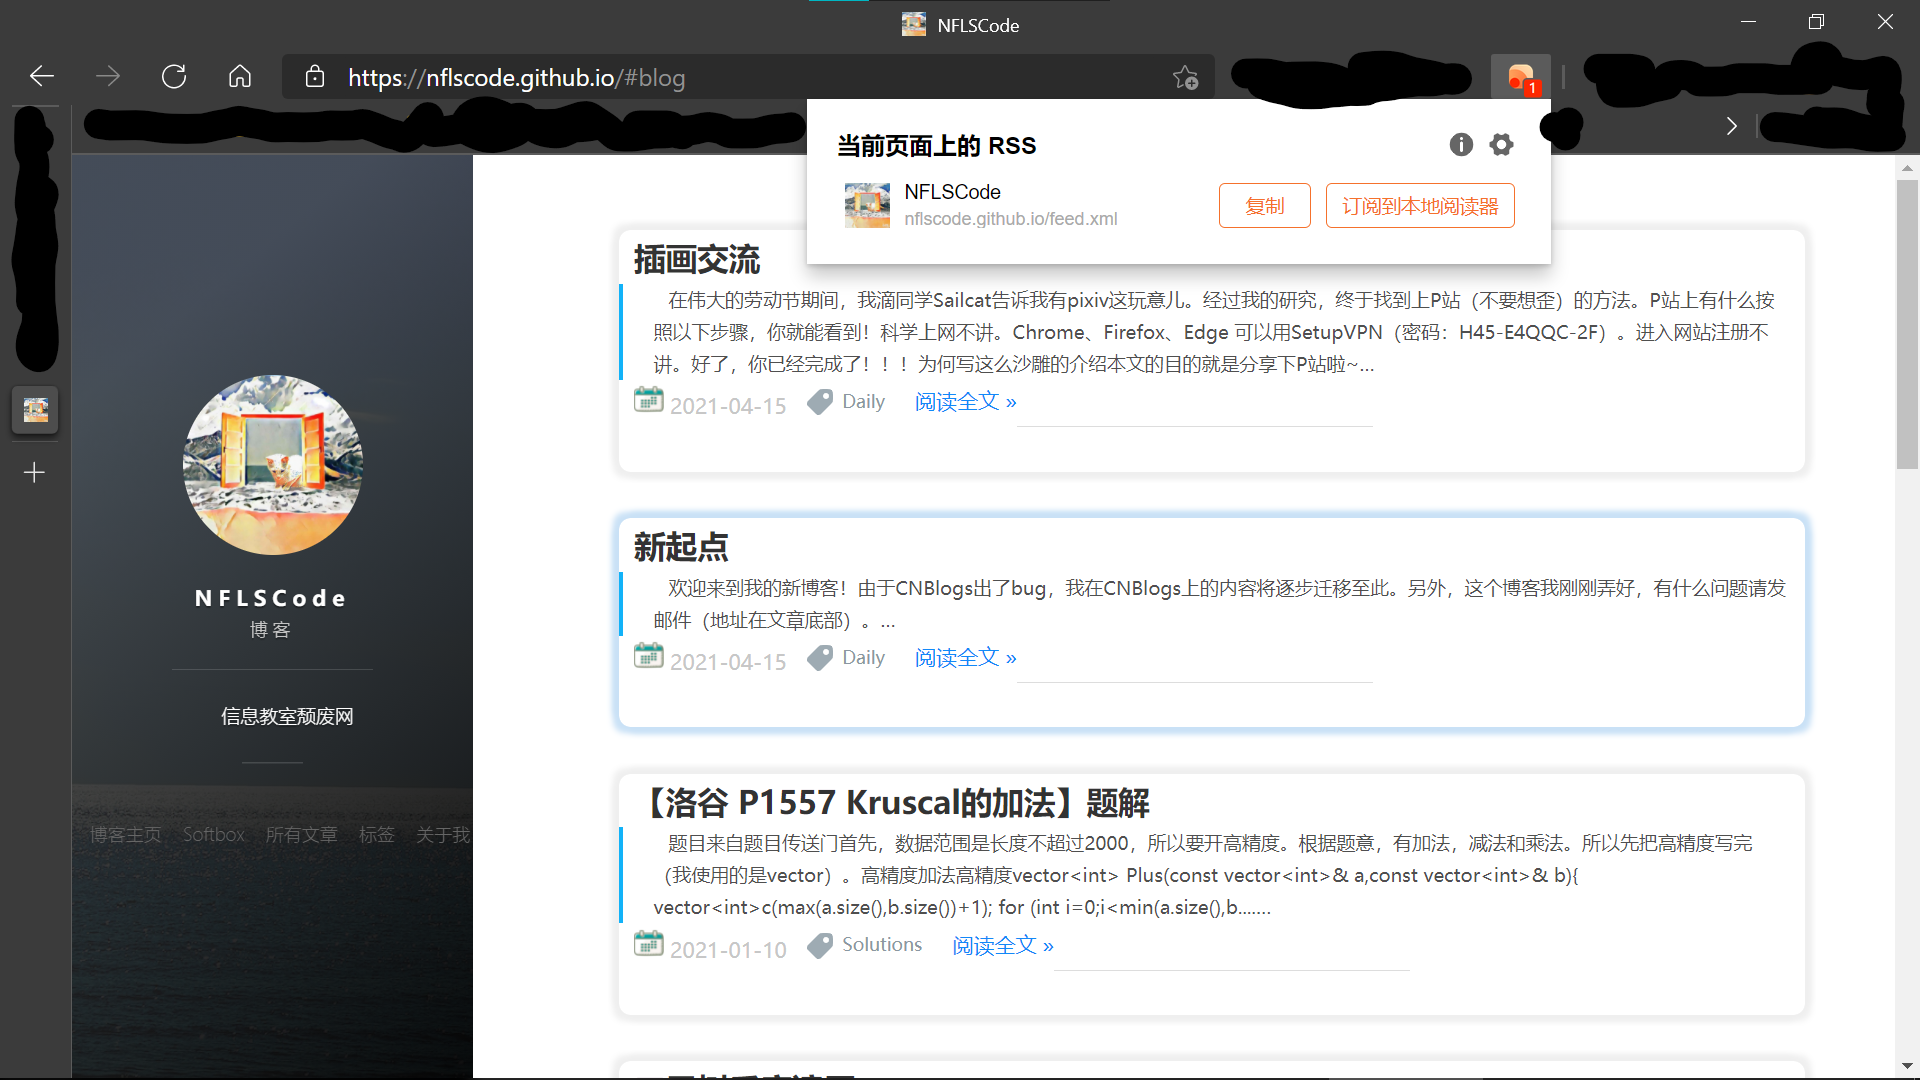 NFLSCode
https://nflscode.github.io/#blog
1
当前页面上的 RSS
NFLSCode
nflscode.github.io/feed.xml
复制
订阅到本地阅读器
NFLSCode
博客
信息教室颓废网
博客主页 Softbox 所有文章 标签 关于我
插画交流
在伟大的劳动节期间，我滴同学Sailcat告诉我有pixiv这玩意儿。经过我的研究，终于找到上P站（不要想歪）的方法。P站上有什么按
照以下步骤，你就能看到！科学上网不讲。Chrome、Firefox、Edge 可以用SetupVPN（密码：H45-E4QQC-2F）。进入网站注册不
讲。好了，你已经完成了！！！为何写这么沙雕的介绍本文的目的就是分享下P站啦~...
2021-04-15 Daily 阅读全文 »
新起点
欢迎来到我的新博客！由于CNBlogs出了bug，我在CNBlogs上的内容将逐步迁移至此。另外，这个博客我刚刚弄好，有什么问题请发
邮件（地址在文章底部）。...
2021-04-15 Daily 阅读全文 »
【洛谷 P1557 Kruscal的加法】题解
题目来自题目传送门首先，数据范围是长度不超过2000，所以要开高精度。根据题意，有加法，减法和乘法。所以先把高精度写完
（我使用的是vector）。高精度加法高精度vector<int> Plus(const vector<int>& a,const vector<int>& b){
vector<int>c(max(a.size(),b.size())+1); for (int i=0;i<min(a.size(),b.......
2021-01-10 Solutions 阅读全文 »